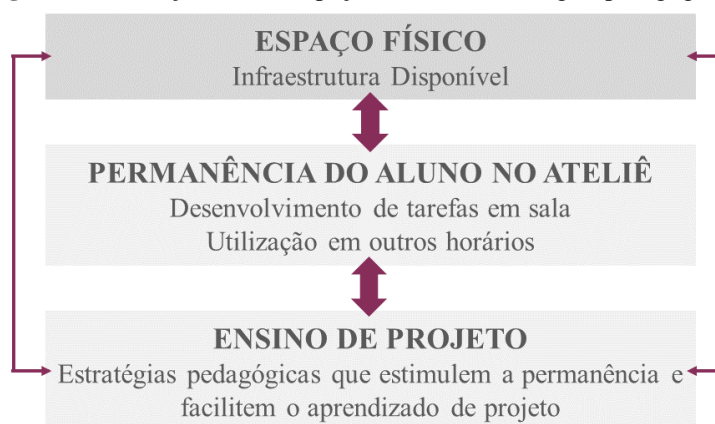 ESPAÇO FÍSICO
Infraestrutura Disponível
PERMANÊNCIA DO ALUNO NO ATELIÊ
Desenvolvimento de tarefas em sala
Utilização em outros horários
ENSINO DE PROJETO
Estratégias pedagógicas que estimulem a permanência e
facilitem o aprendizado de projeto